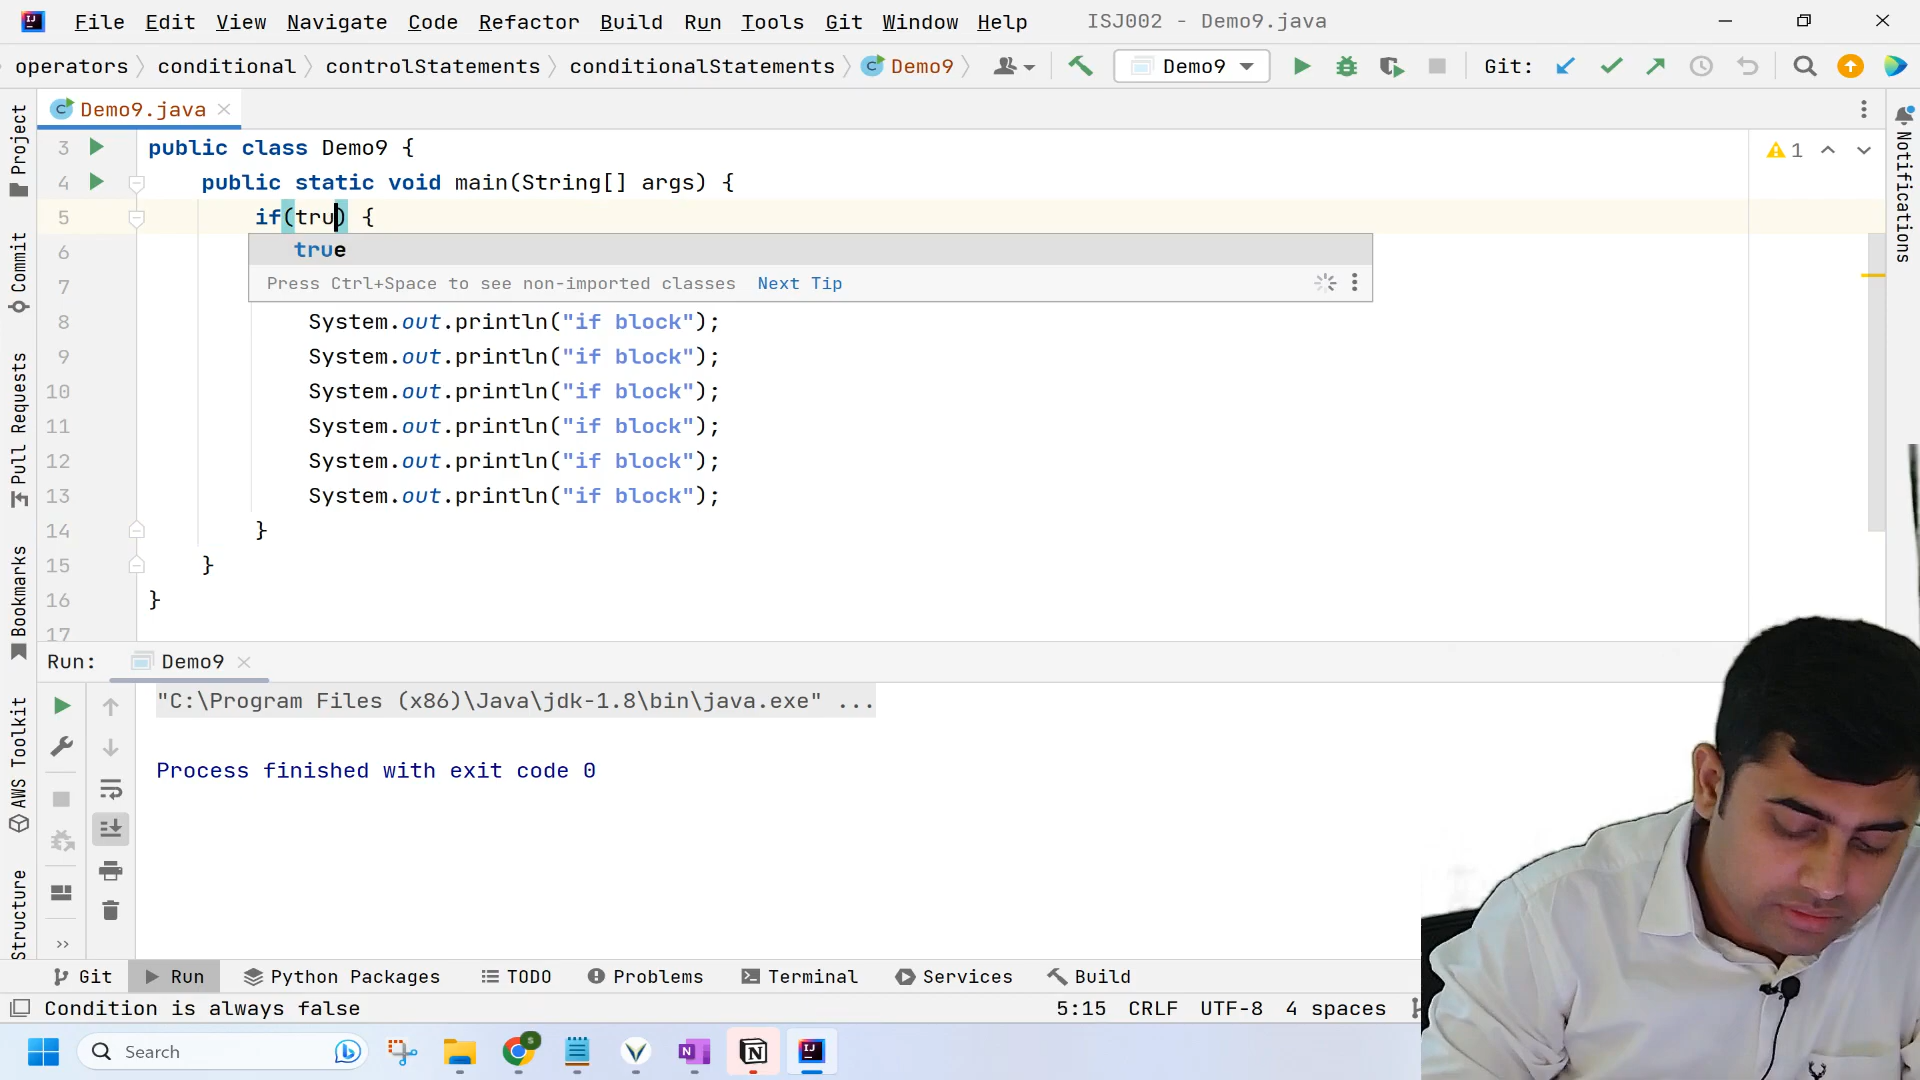 File Edit View Navigate Code Refactor Build Run Tools Git Window Help ISJ002 - Demo9.java
operators conditional controlStatements conditionalStatements Demo9 Demo9 Git:
Demo9.java
Project
Commit
Pull Requests
Bookmarks
AWS Toolkit
Structure
Notifications
3 public class Demo9 {
4 public static void main(String[] args) {
1
5 if(tru) {
6 true
7 Press Ctrl+Space to see non-imported classes Next Tip
8 System.out.println("if block");
9 System.out.println("if block");
10 System.out.println("if block");
11 System.out.println("if block");
12 System.out.println("if block");
13 System.out.println("if block");
14 }
15 }
16 }
17
Run: Demo9
"C:\Program Files (x86)\Java\jdk-1.8\bin\java.exe" ...
Process finished with exit code 0
Git Run Python Packages TODO Problems Terminal Services Build
Condition is always false 5:15 CRLF UTF-8 4 spaces
Search